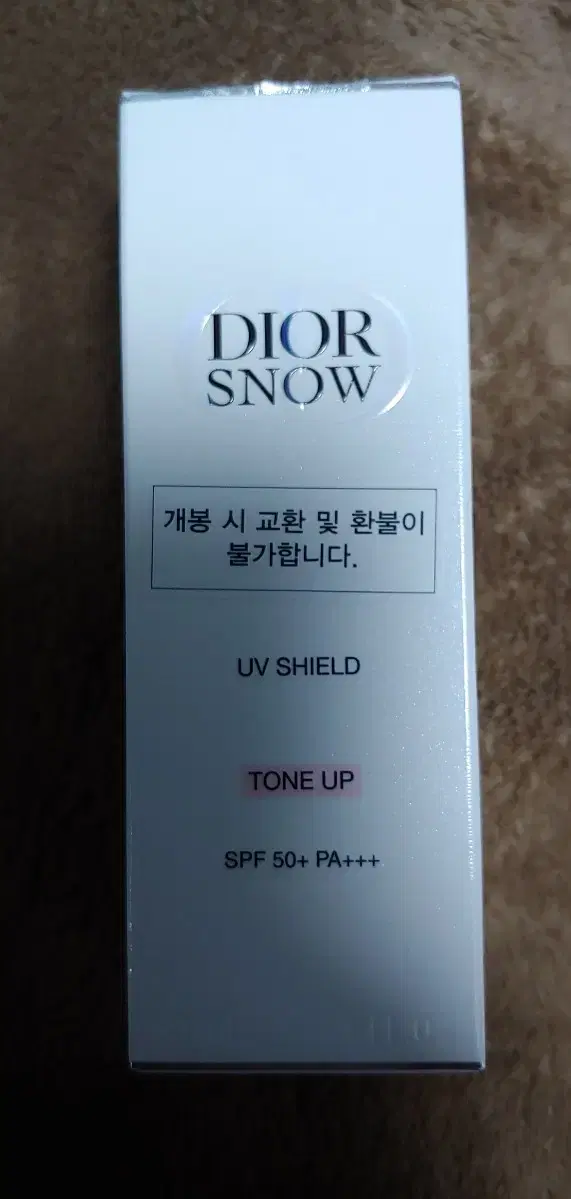 DIOR
SNOW
개봉 시 교환 및 환불이
불가합니다.
UV SHIELD
TONE UP
SPF 50+ PA+++